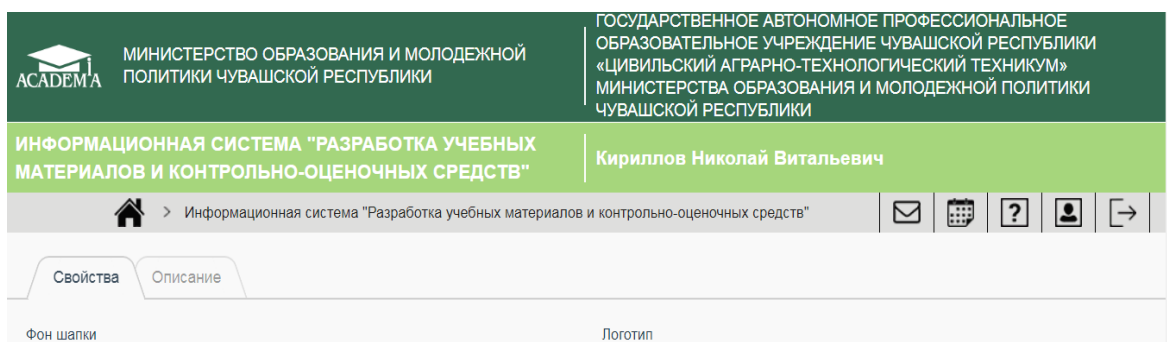 ACADEMIA
МИНИСТЕРСТВО ОБРАЗОВАНИЯ И МОЛОДЕЖНОЙ
ПОЛИТИКИ ЧУВАШСКОЙ РЕСПУБЛИКИ
ГОСУДАРСТВЕННОЕ АВТОНОМНОЕ ПРОФЕССИОНАЛЬНОЕ
ОБРАЗОВАТЕЛЬНОЕ УЧРЕЖДЕНИЕ ЧУВАШСКОЙ РЕСПУБЛИКИ
«ЦИВИЛЬСКИЙ АГРАРНО-ТЕХНОЛОГИЧЕСКИЙ ТЕХНИКУМ»
МИНИСТЕРСТВА ОБРАЗОВАНИЯ И МОЛОДЕЖНОЙ ПОЛИТИКИ
ЧУВАШСКОЙ РЕСПУБЛИКИ
ИНФОРМАЦИОННАЯ СИСТЕМА "РАЗРАБОТКА УЧЕБНЫХ
МАТЕРИАЛОВ И КОНТРОЛЬНО-ОЦЕНОЧНЫХ СРЕДСТВ"
Кириллов Николай Витальевич
> Информационная система "Разработка учебных материалов и контрольно-оценочных средств"
?
Свойства
Описание
Фон шапки
Логотип